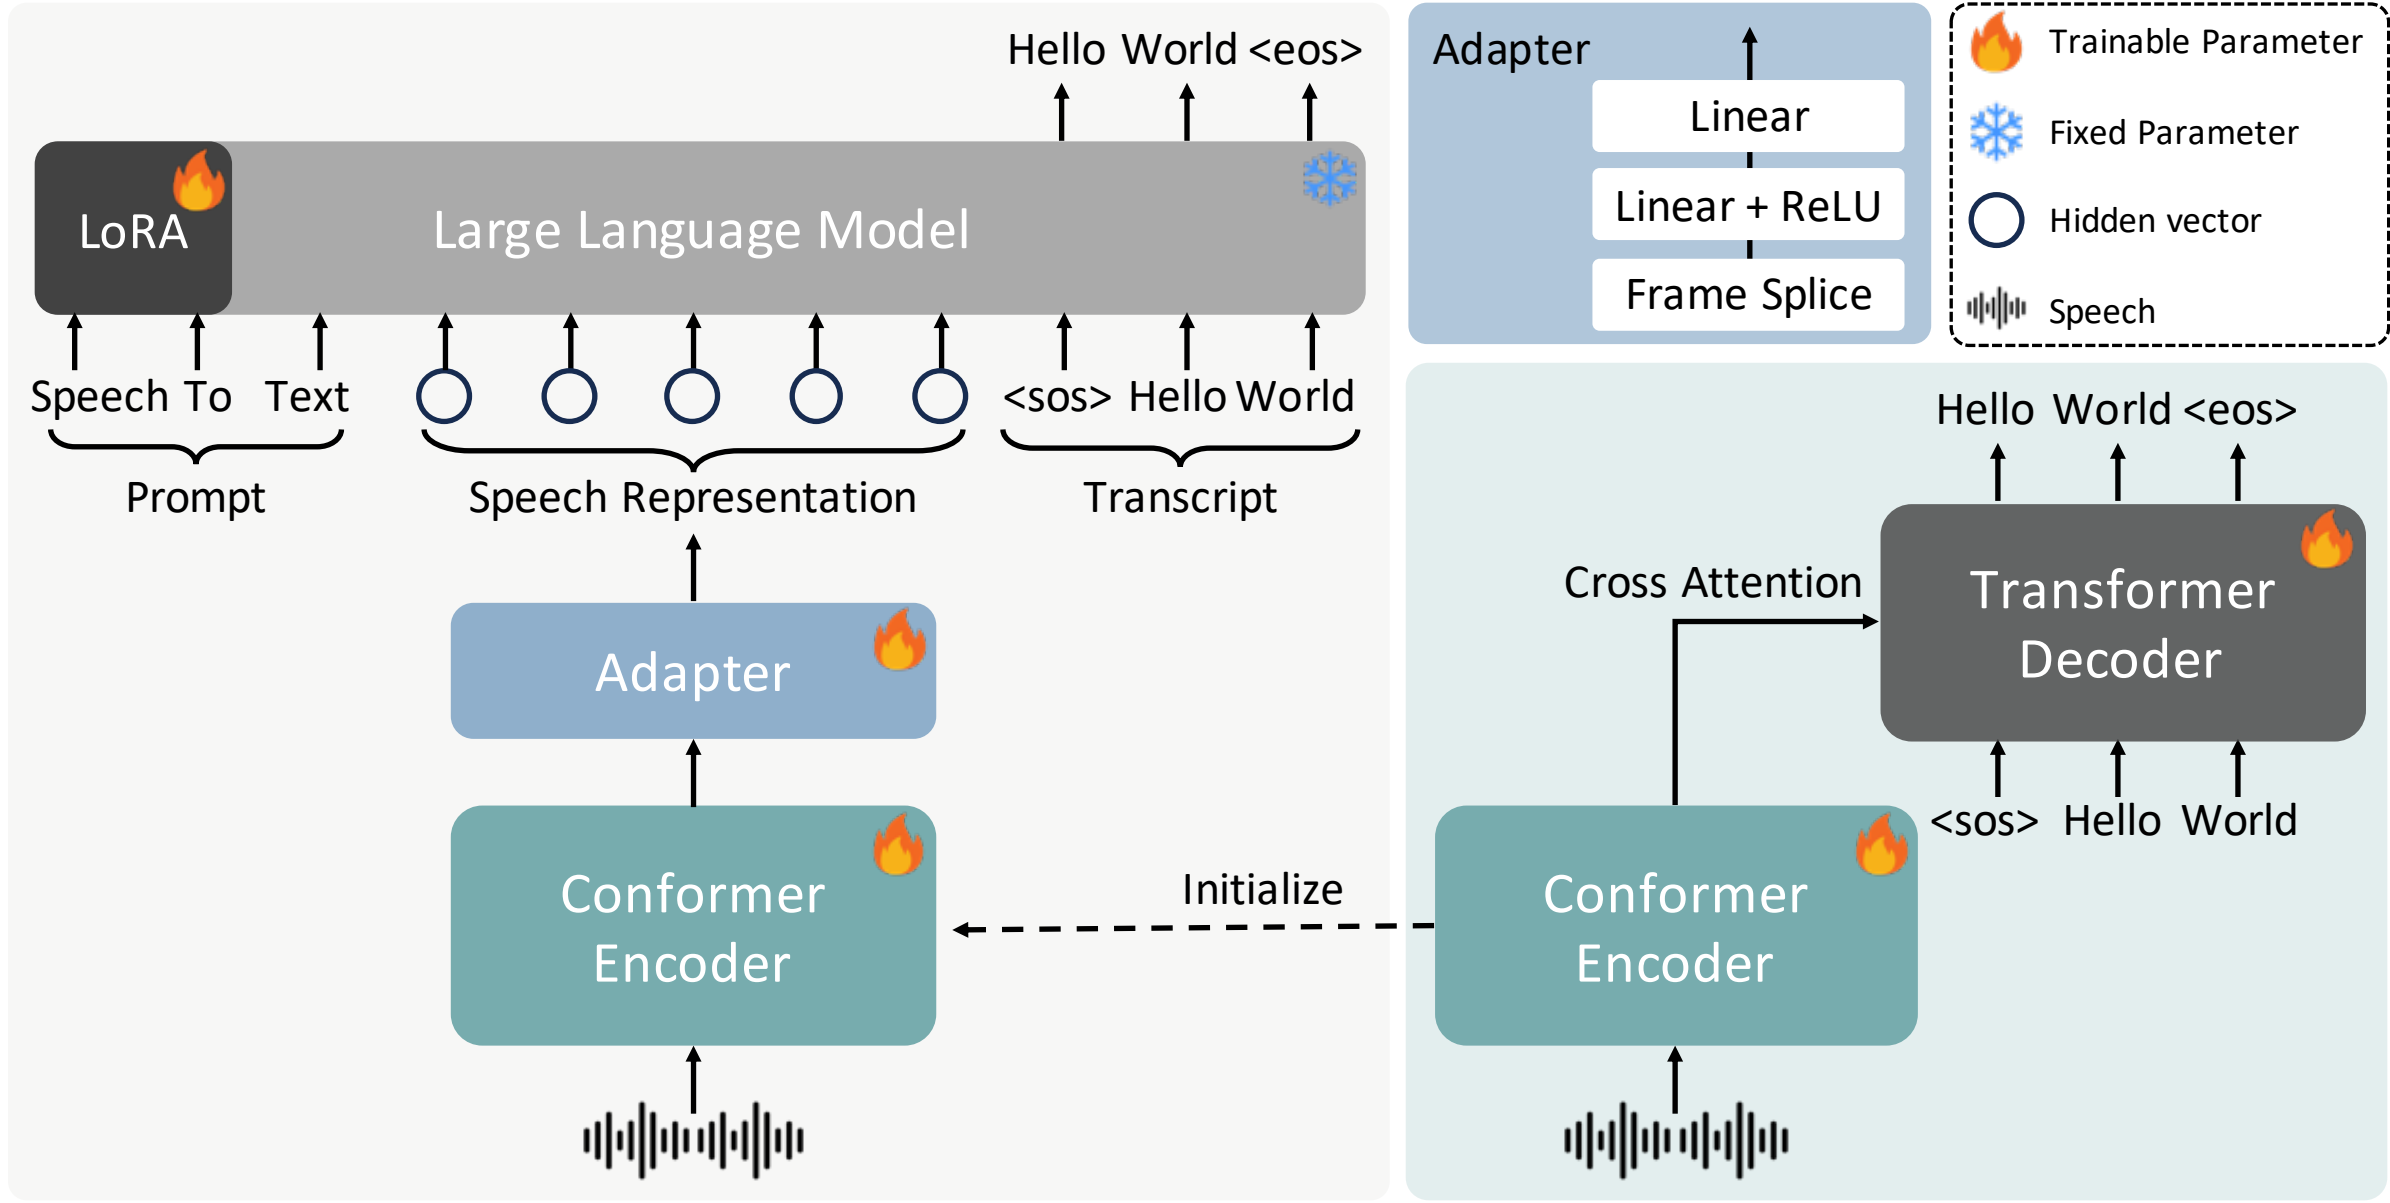 Hello World <eos>
LoRA
Large Language Model
Speech To Text
<sos> Hello World
Prompt
Speech Representation
Transcript
Adapter
Conformer
Encoder
Initialize
Adapter
Linear
Linear + ReLU
Frame Splice
Trainable Parameter
Fixed Parameter
Hidden vector
Speech
Hello World <eos>
Cross Attention
Transformer
Decoder
<sos> Hello World
Conformer
Encoder